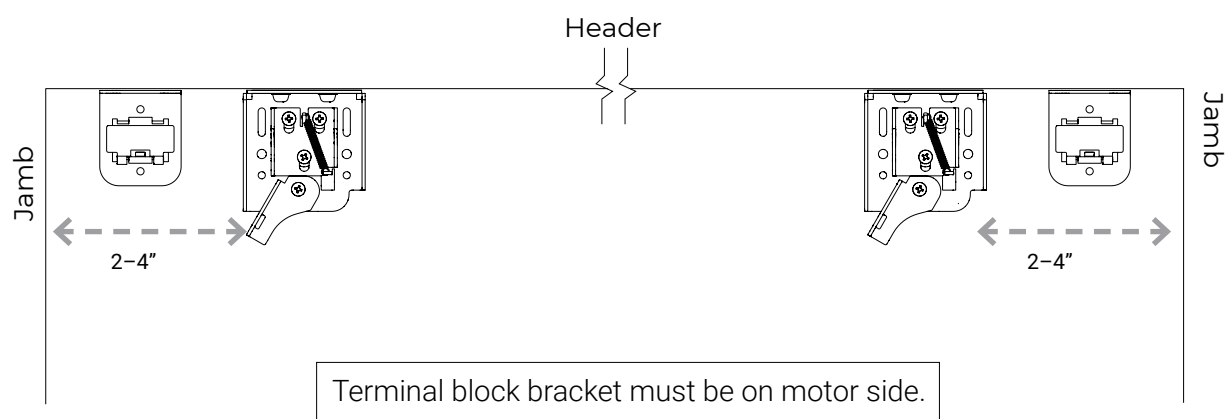 Header
Jamb
Jamb
2–4”
2–4”
Terminal block bracket must be on motor side.